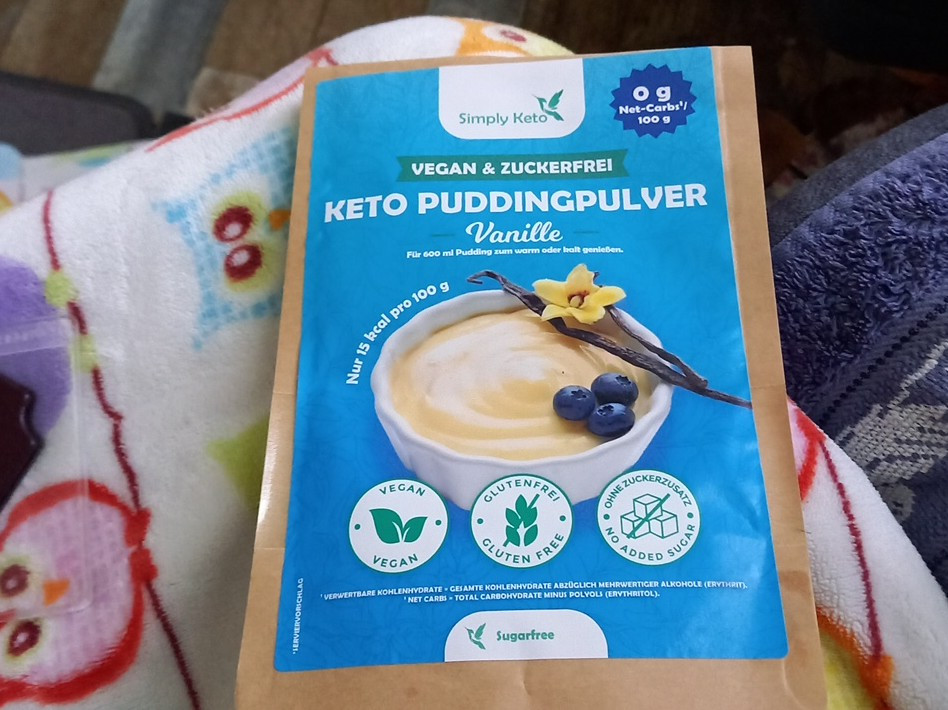 Simply Keto
0 g
Net-Carbs¹/
100 g
VEGAN & ZUCKERFREI
KETO PUDDINGPULVER
Vanille
Für 600 ml Pudding zum warm oder kalt genießen.
Nur 15 kcal pro 100 g
VEGAN
VEGAN
GLUTENFREI
GLUTEN FREE
OHNE ZUCKERZUSATZ
NO ADDED SUGAR
*SERVIERVORSCHLAG
¹ VERWERTBARE KOHLENHYDRATE = GESAMTE KOHLENHYDRATE ABZÜGLICH MEHRWERTIGER ALKOHOLE (ERYTHRIT).
¹ NET CARBS = TOTAL CARBOHYDRATE MINUS POLYOLI (ERYTHRITOL).
Sugarfree